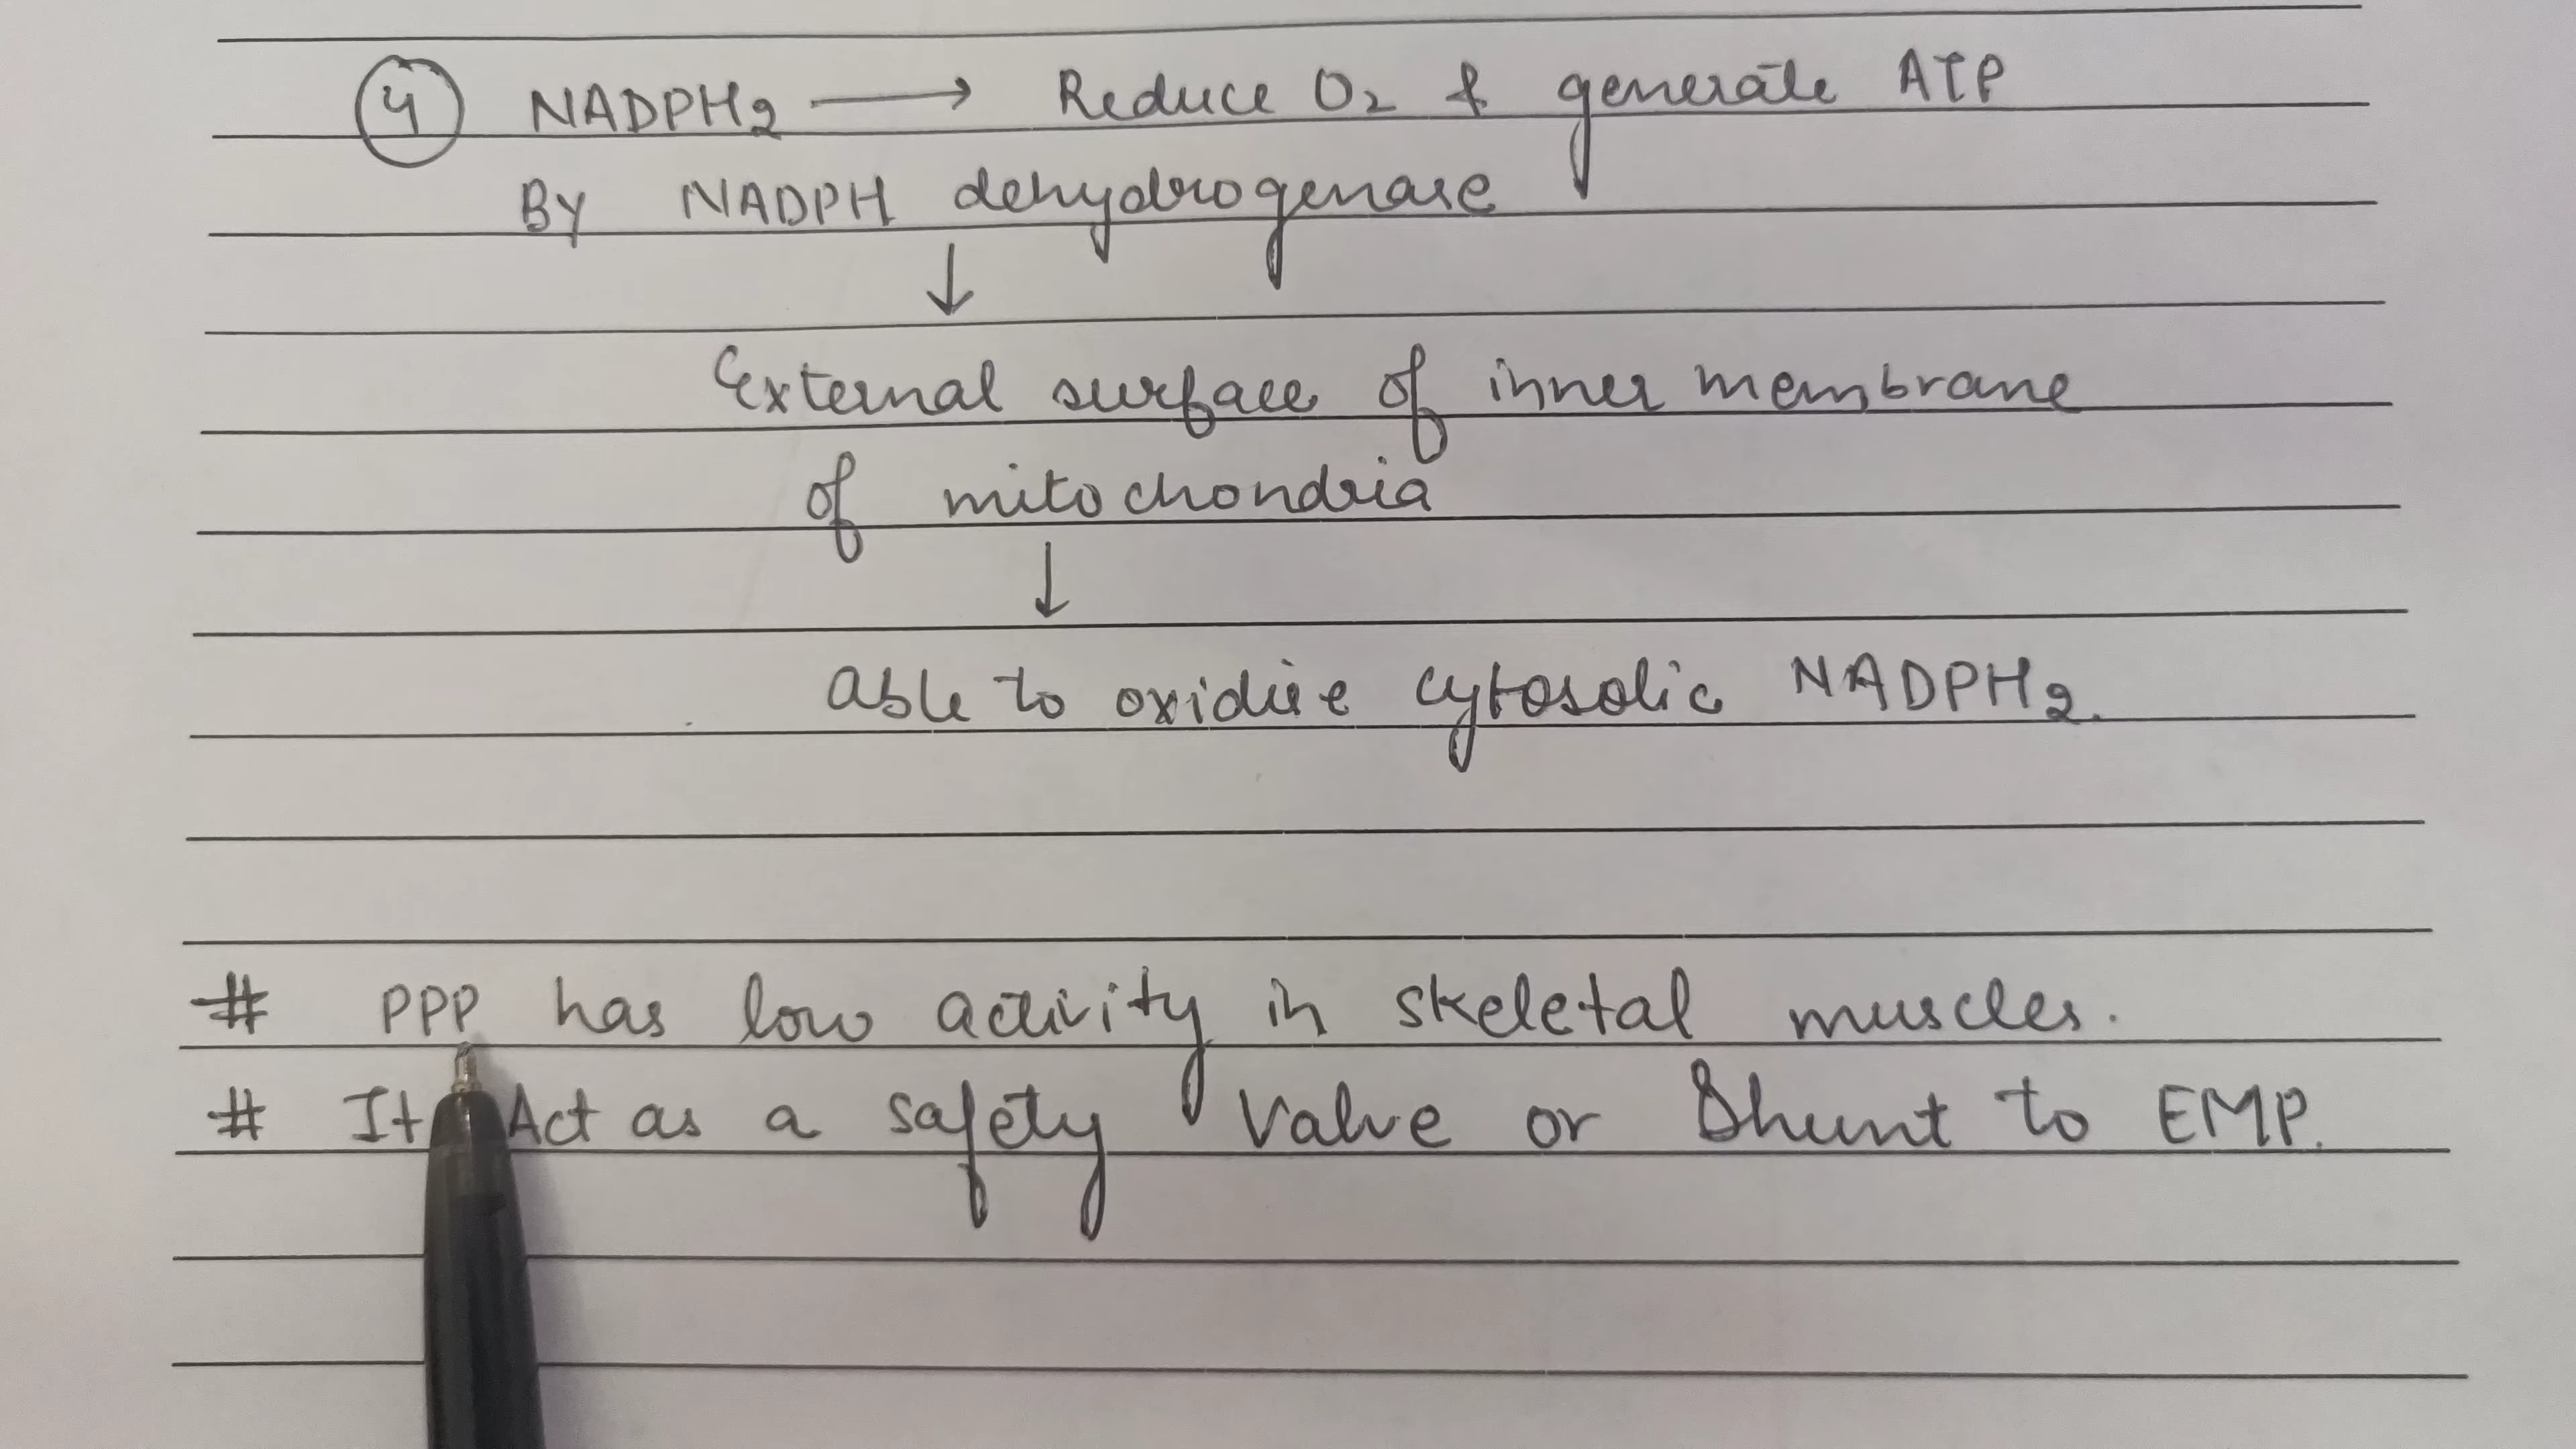 4 NADPH2 → Reduce O2 & generate ATP
By NADPH dehydrogenase
↓
External surface of inner membrane
of mitochondria
↓
able to oxidise cytosolic NADPH2.
# PPP has low activity in skeletal muscles.
# It Act as a safety valve or Shunt to EMP.